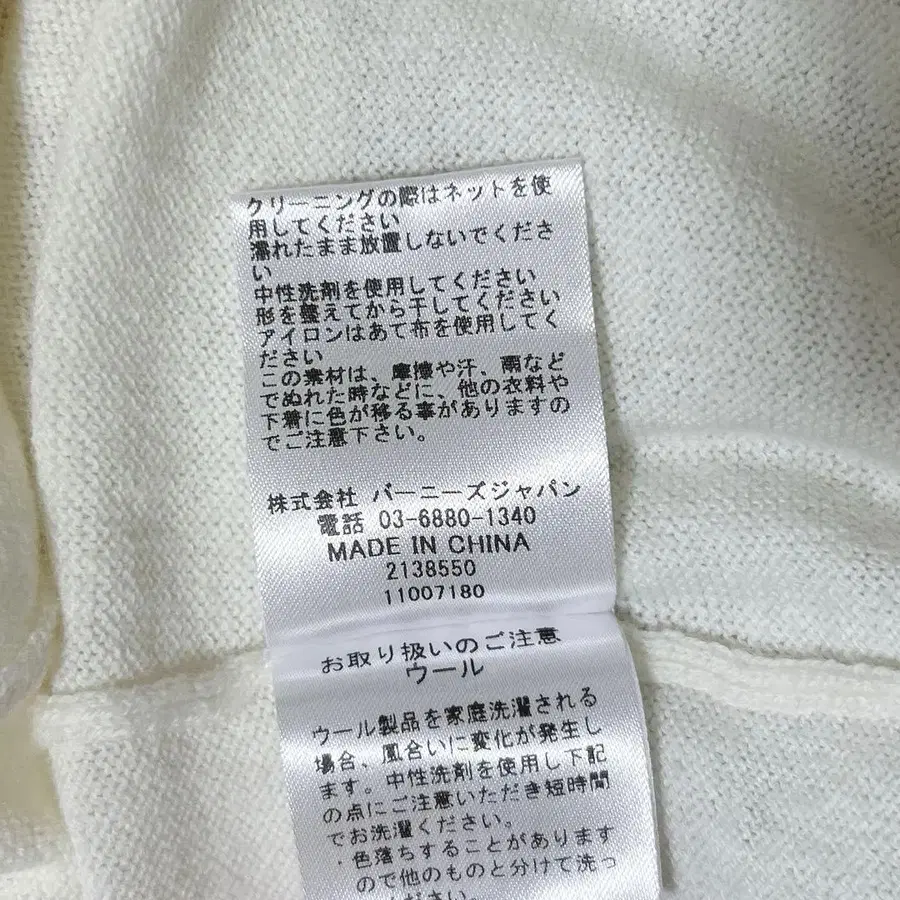 クリーニングの際はネットを使
用してください
濡れたまま放置しないでくださ
い
中性洗剤を使用してください
形を整えてから干してください
アイロンはあて布を使用してく
ださい
この素材は、摩擦や汗、雨など
でぬれた時などに、他の衣料や
下着に色が移る事がありますの
でご注意下さい。
株式会社 バーニーズジャパン
電話 03-6880-1340
MADE IN CHINA
2138550
11007180
お取り扱いのご注意
ウール
ウール製品を家庭洗濯される
場合、風合いに変化が発生し
ます。中性洗剤を使用し下記
の点にご注意いただき短時間
でお洗濯ください。
・色落ちすることがあります
ので他のものと分けて洗っ
ください